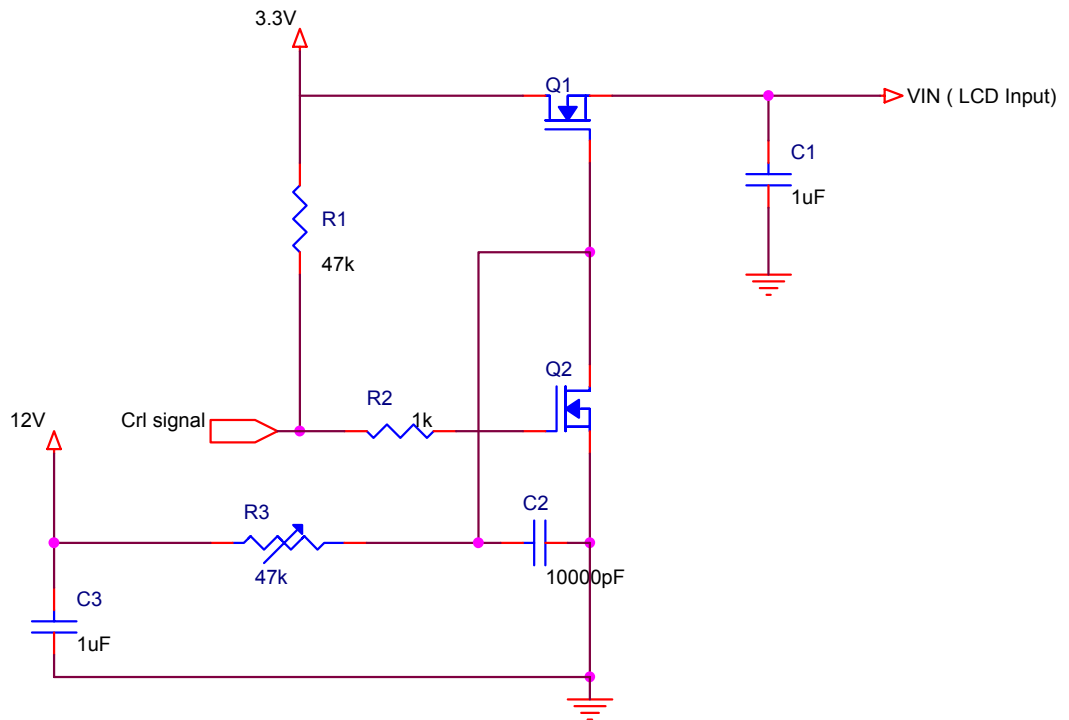 3.3V
Q1
VIN ( LCD Input)
C1
1uF
R1
47k
Q2
R2
1k
12V
Crl signal
R3
47k
C2
10000pF
C3
1uF